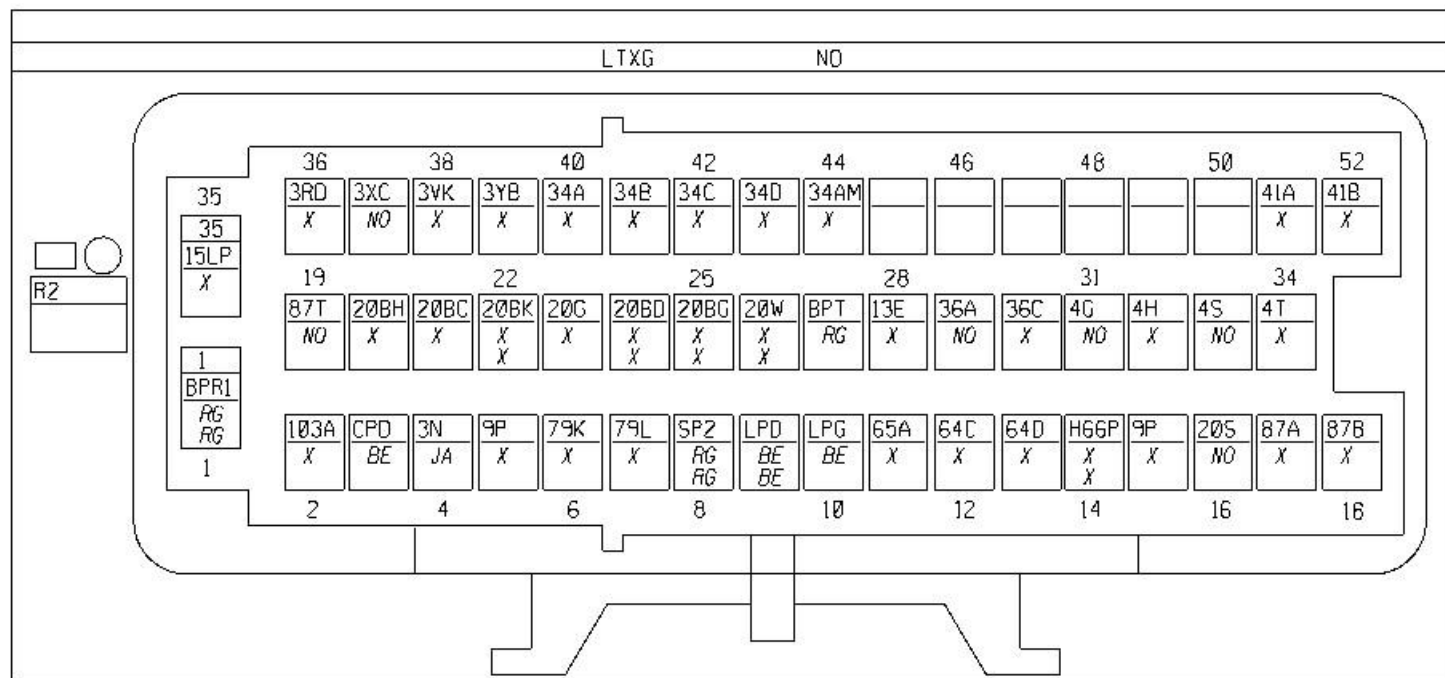 LTXG NO
36 38 40 42 44 46 48 50 52
35
3RD 3XC 3VK 3YB 34A 34B 34C 34D 34AM 41A 41B
X NO X X X X X X X X X
35
15LP
X
R2
19 22 25 28 31 34
87T 20BH 20BC 20BK 20G 20BD 20BG 20W BPT 13E 36A 36C 4G 4H 4S 4T
NO X X X X X X X RG X NO X NO X NO X
X X X X
1
BPR1
RG
RG
103A CPD 3N 9P 79K 79L SP2 LPD LPG 65A 64C 64D H66P 9P 20S 87A 87B
X BE JA X X X RG BE BE X X X X X NO X X
RG BE X
1
2 4 6 8 10 12 14 16 16